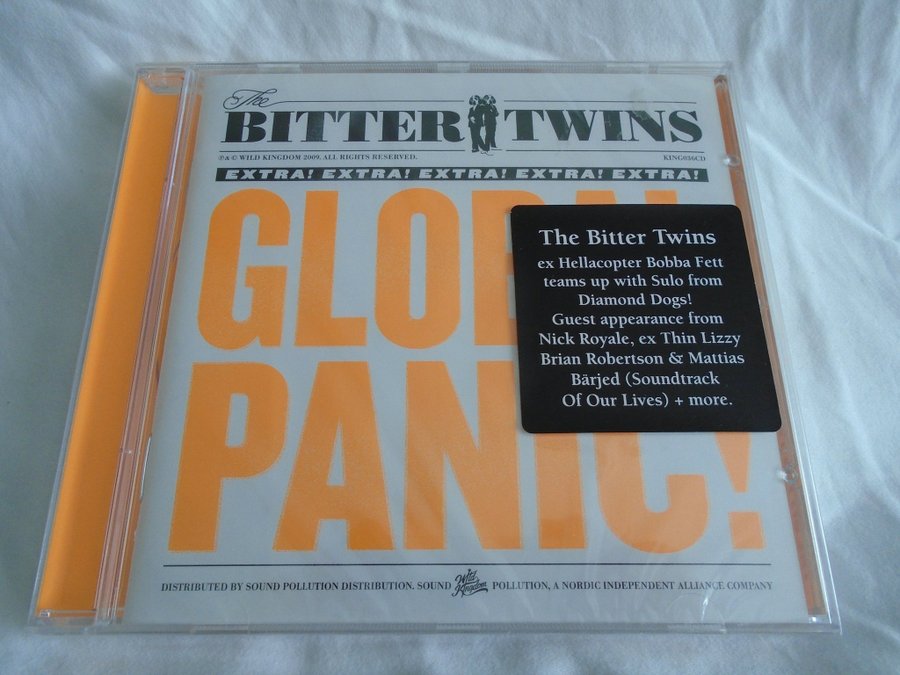 The
BITTER TWINS
℗ & © WILD KINGDOM 2009. ALL RIGHTS RESERVED. KING036CD
EXTRA! EXTRA! EXTRA! EXTRA! EXTRA!
GLOBAL
PANIC!
The Bitter Twins
ex Hellacopter Bobba Fett
teams up with Sulo from
Diamond Dogs!
Guest appearance from
Nick Royale, ex Thin Lizzy
Brian Robertson & Mattias
Bärjed (Soundtrack
Of Our Lives) + more.
DISTRIBUTED BY SOUND POLLUTION DISTRIBUTION. SOUND Wild Kingdom POLLUTION, A NORDIC INDEPENDENT ALLIANCE COMPANY